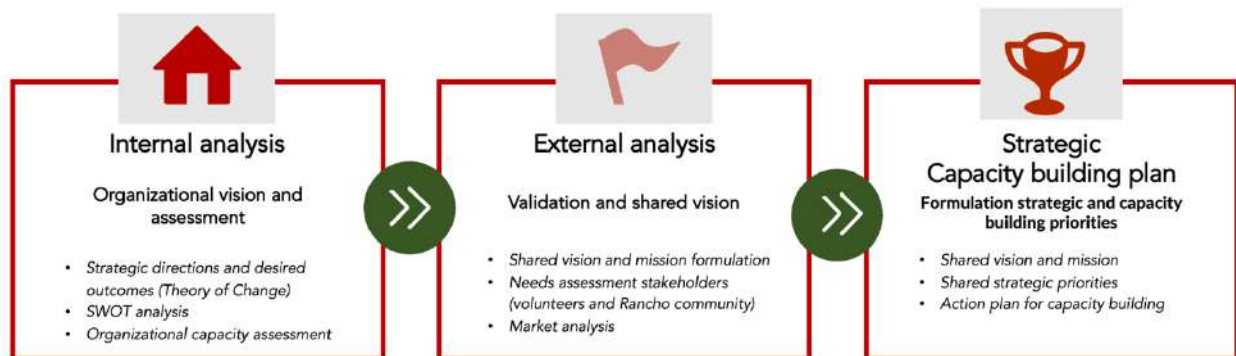 Internal analysis
Organizational vision and
assessment
• Strategic directions and desired
outcomes (Theory of Change)
• SWOT analysis
• Organizational capacity assessment
External analysis
Validation and shared vision
• Shared vision and mission formulation
• Needs assessment stakeholders
(volunteers and Rancho community)
• Market analysis
Strategic
Capacity building plan
Formulation strategic and capacity
building priorities
• Shared vision and mission
• Shared strategic priorities
• Action plan for capacity building